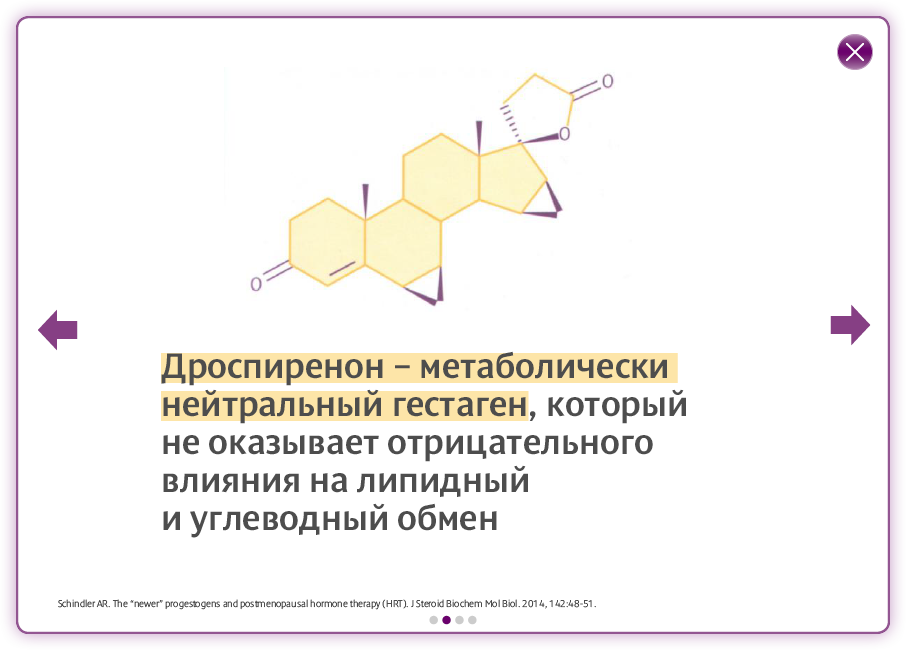 O
O
O
Дроспиренон – метаболически
нейтральный гестаген, который
не оказывает отрицательного
влияния на липидный
и углеводный обмен
Schindler AR. The “newer” progestogens and postmenopausal hormone therapy (HRT). J Steroid Biochem Mol Biol. 2014, 142:48-51.